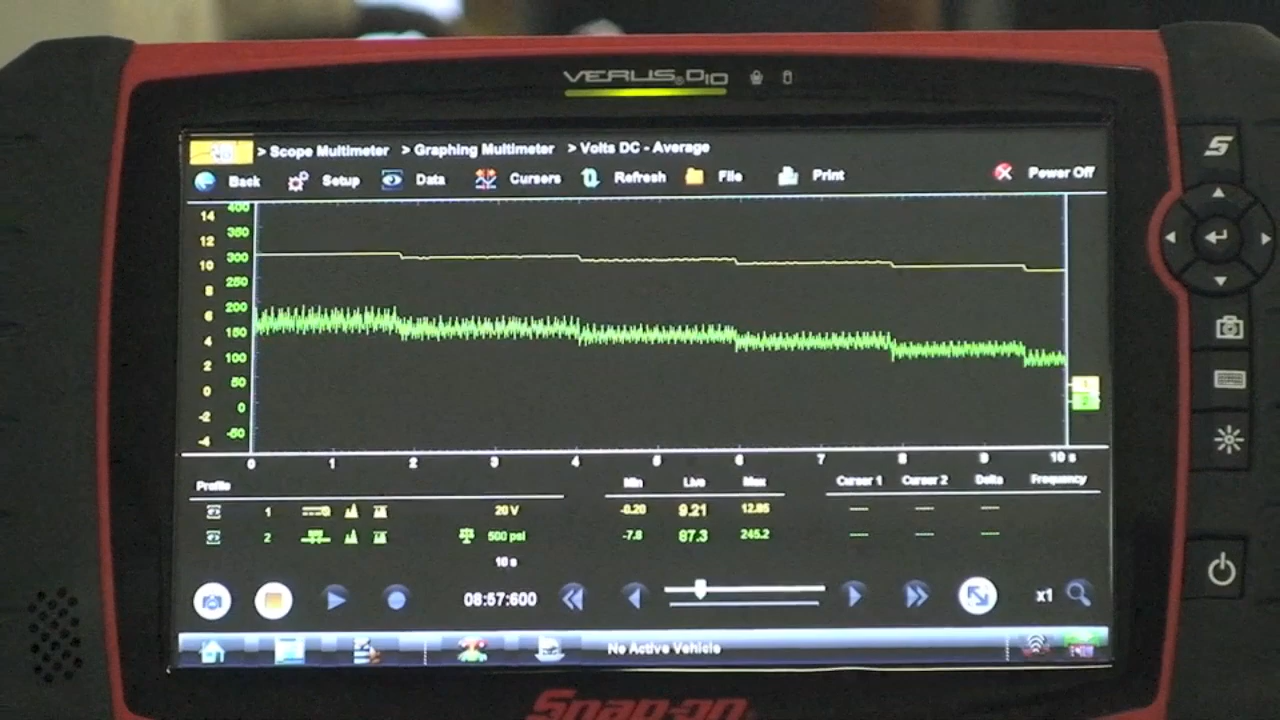 VERUS D10
> Scope Multimeter > Graphing Multimeter > Volts DC - Average
Back Setup Data Cursors Refresh File Print Power Off
14 400
12 350
10 300
8 250
6 200
4 150
2 100
0 50
-2 0
-4 -50
0 1 2 3 4 5 6 7 8 9 10 s
Profile Min Live Max Cursor 1 Cursor 2 Delta Frequency
1 20 V -0.20 9.21 12.85 ---- ---- ----
2 500 psi -7.8 87.3 245.2 ---- ---- ----
10 s
08:57:600 x1
No Active Vehicle
Snap-on